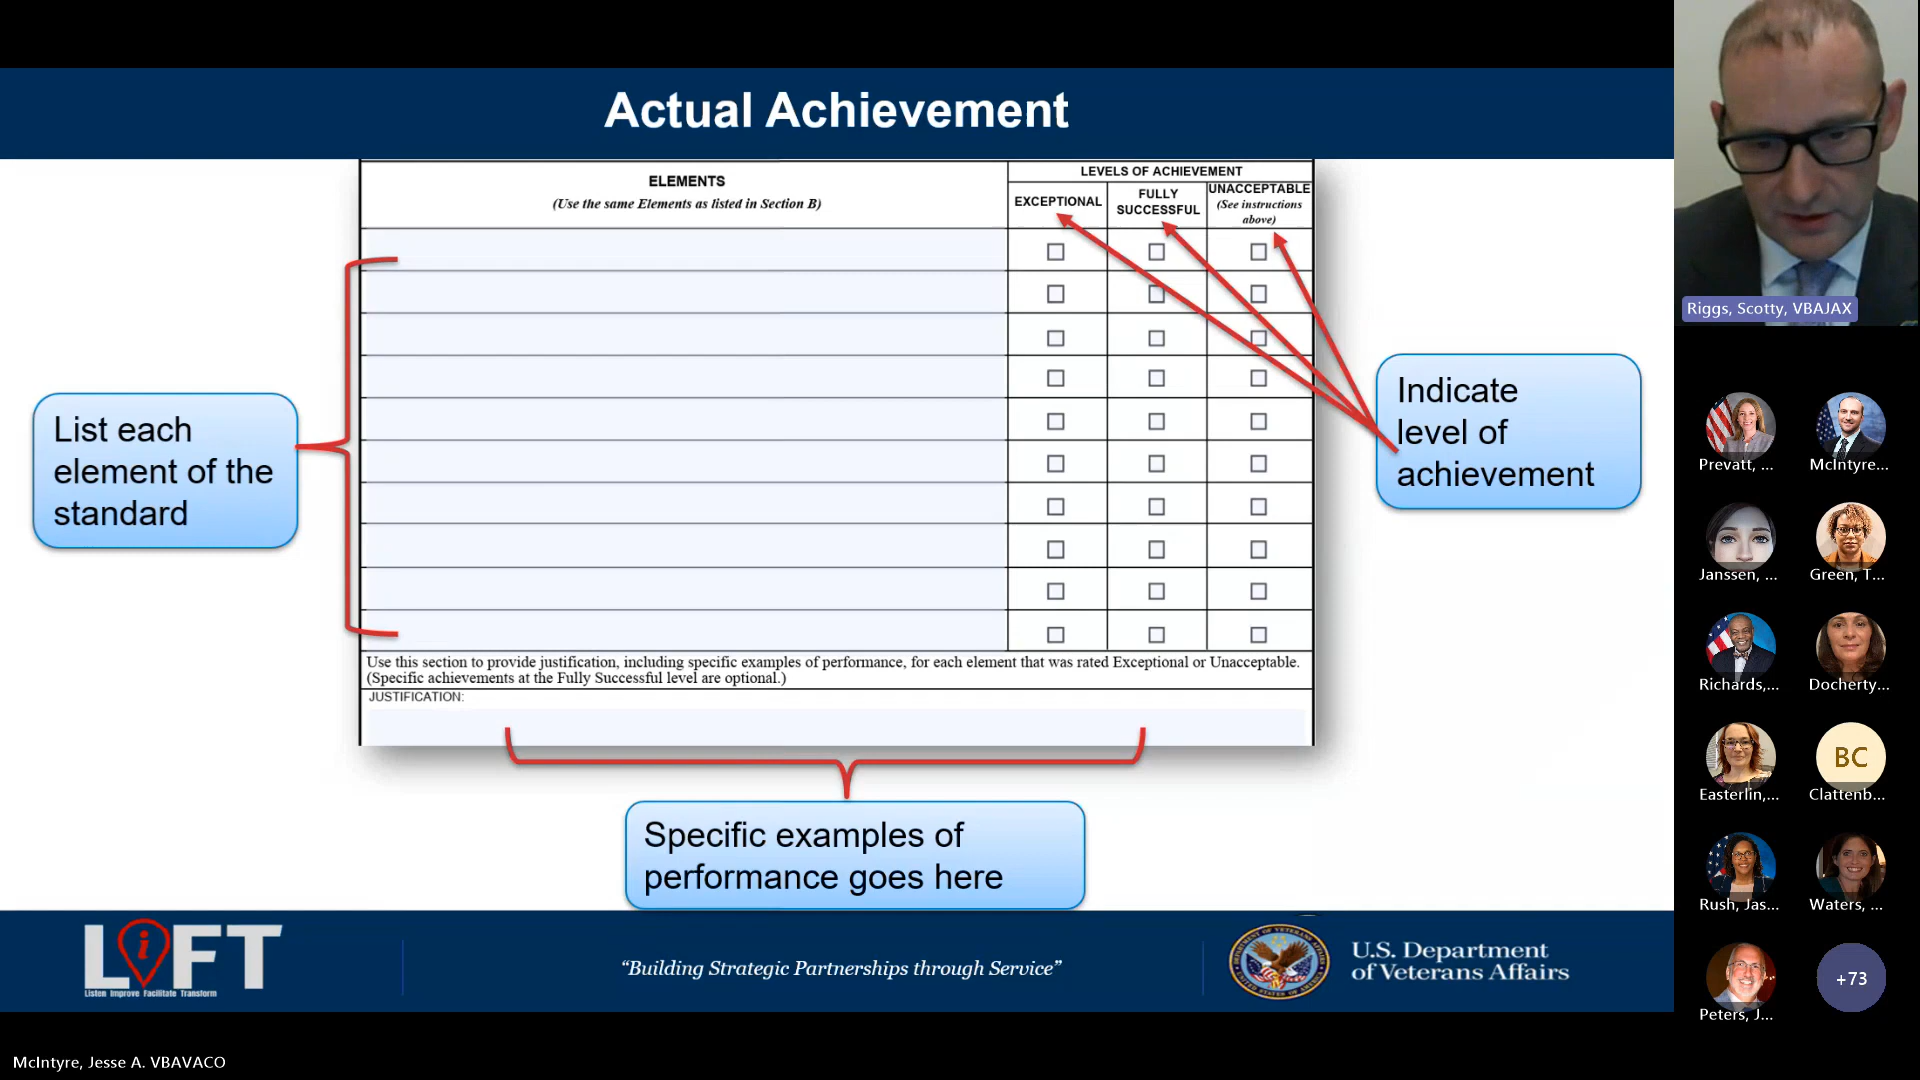 Actual Achievement
ELEMENTS
(Use the same Elements as listed in Section B)
LEVELS OF ACHIEVEMENT
EXCEPTIONAL
FULLY
SUCCESSFUL
UNACCEPTABLE
(See instructions
above)
List each
element of the
standard
Indicate
level of
achievement
Use this section to provide justification, including specific examples of performance, for each element that was rated Exceptional or Unacceptable.
(Specific achievements at the Fully Successful level are optional.)
JUSTIFICATION:
Specific examples of
performance goes here
LiFT
Listen Improve Facilitate Transform
“Building Strategic Partnerships through Service”
U.S. Department
of Veterans Affairs
McIntyre, Jesse A. VBAVACO
Riggs, Scotty, VBAJAX
Prevatt, ...
McIntyre...
Janssen, ...
Green, T...
Richards,...
Docherty...
Easterlin,...
BC
Clattenb...
Rush, Jas...
Waters, ...
Peters, J...
+73